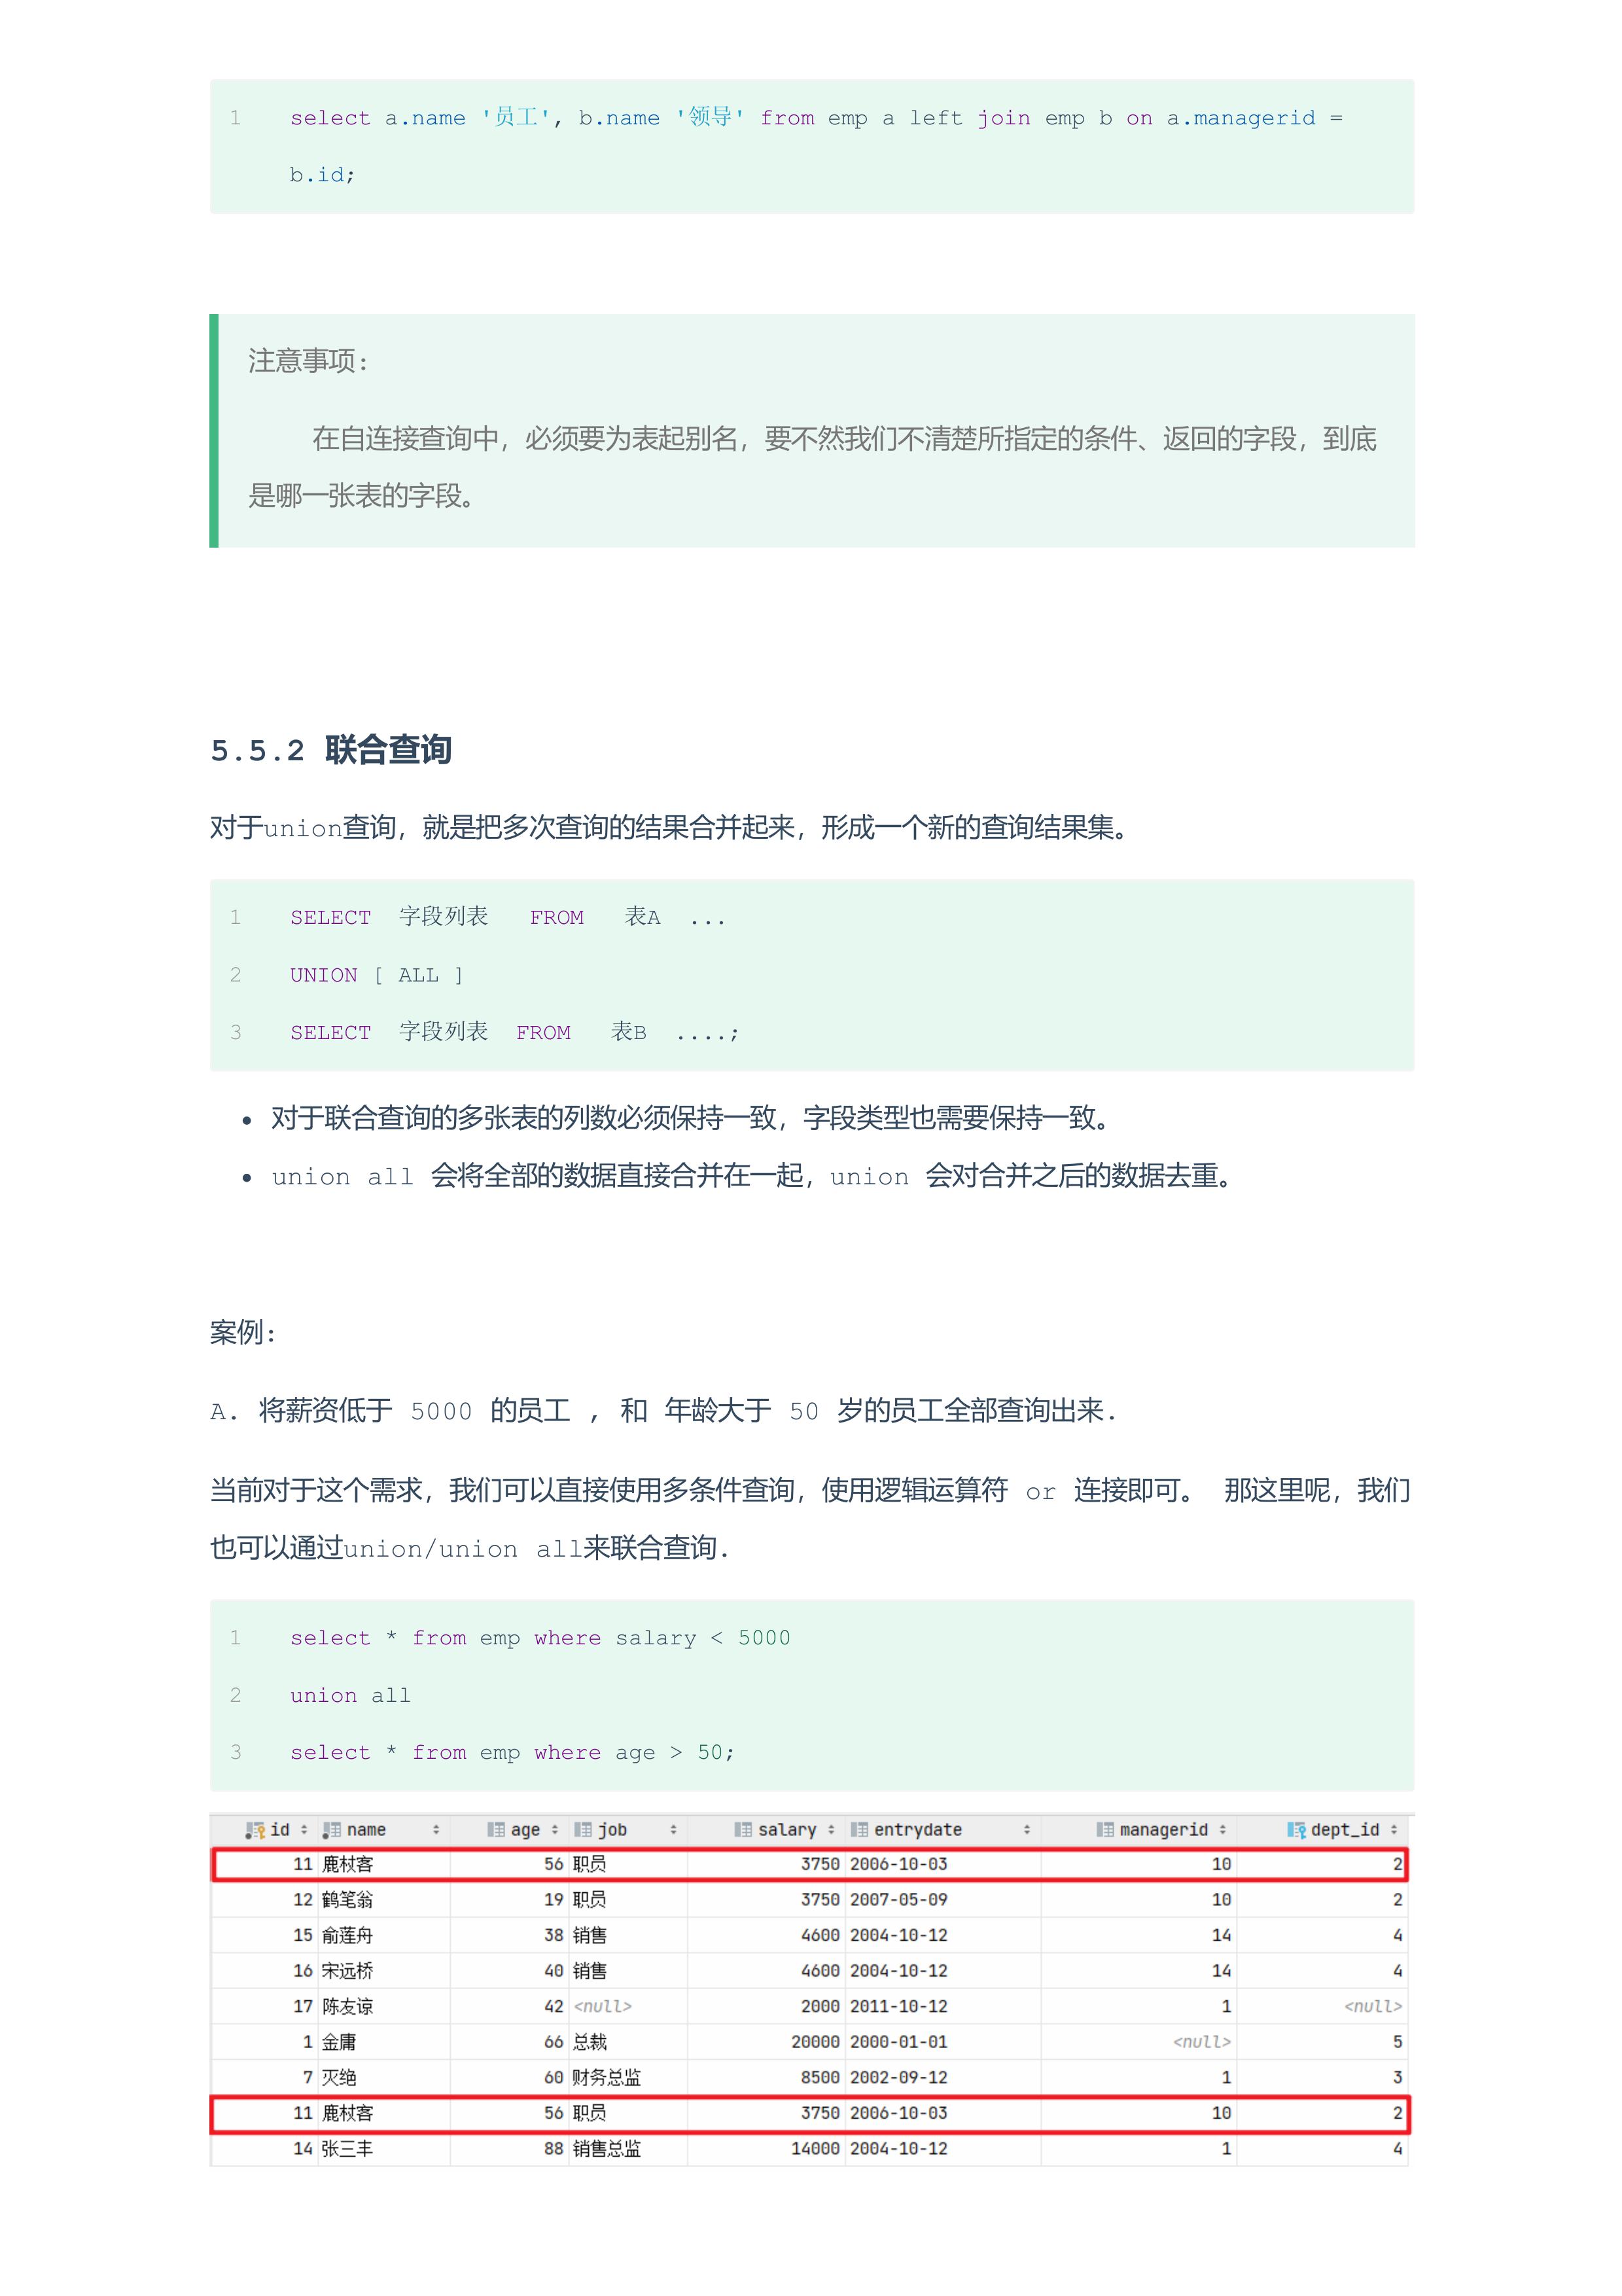 1 select a.name '员工', b.name '领导' from emp a left join emp b on a.managerid =
b.id;
注意事项:
在自连接查询中，必须要为表起别名，要不然我们不清楚所指定的条件、返回的字段，到底
是哪一张表的字段。
5.5.2 联合查询
对于union查询，就是把多次查询的结果合并起来，形成一个新的查询结果集。
1 SELECT 字段列表 FROM 表A ...
2 UNION [ ALL ]
3 SELECT 字段列表 FROM 表B ....;
• 对于联合查询的多张表的列数必须保持一致，字段类型也需要保持一致。
• union all 会将全部的数据直接合并在一起，union 会对合并之后的数据去重。
案例:
A. 将薪资低于 5000 的员工 , 和 年龄大于 50 岁的员工全部查询出来.
当前对于这个需求，我们可以直接使用多条件查询，使用逻辑运算符 or 连接即可。 那这里呢，我们
也可以通过union/union all来联合查询.
1 select * from emp where salary < 5000
2 union all
3 select * from emp where age > 50;
id name age job salary entrydate managerid dept_id
11 鹿杖客 56 职员 3750 2006-10-03 10 2
12 鹤笔翁 19 职员 3750 2007-05-09 10 2
15 俞莲舟 38 销售 4600 2004-10-12 14 4
16 宋远桥 40 销售 4600 2004-10-12 14 4
17 陈友谅 42 <null> 2000 2011-10-12 1 <null>
1 金庸 66 总裁 20000 2000-01-01 <null> 5
7 灭绝 60 财务总监 8500 2002-09-12 1 3
11 鹿杖客 56 职员 3750 2006-10-03 10 2
14 张三丰 88 销售总监 14000 2004-10-12 1 4